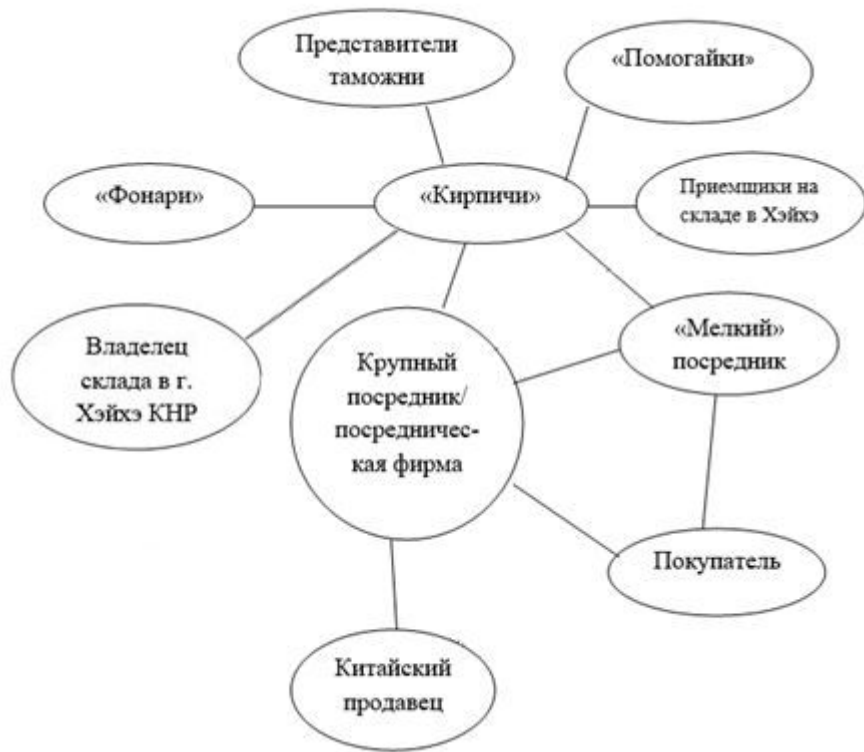 Представители
таможни
«Помогайки»
«Фонари»
«Кирпичи»
Приемщики на
складе в Хэйхэ
Владелец
склада в г.
Хэйхэ КНР
Крупный
посредник/
посредничес-
кая фирма
«Мелкий»
посредник
Покупатель
Китайский
продавец